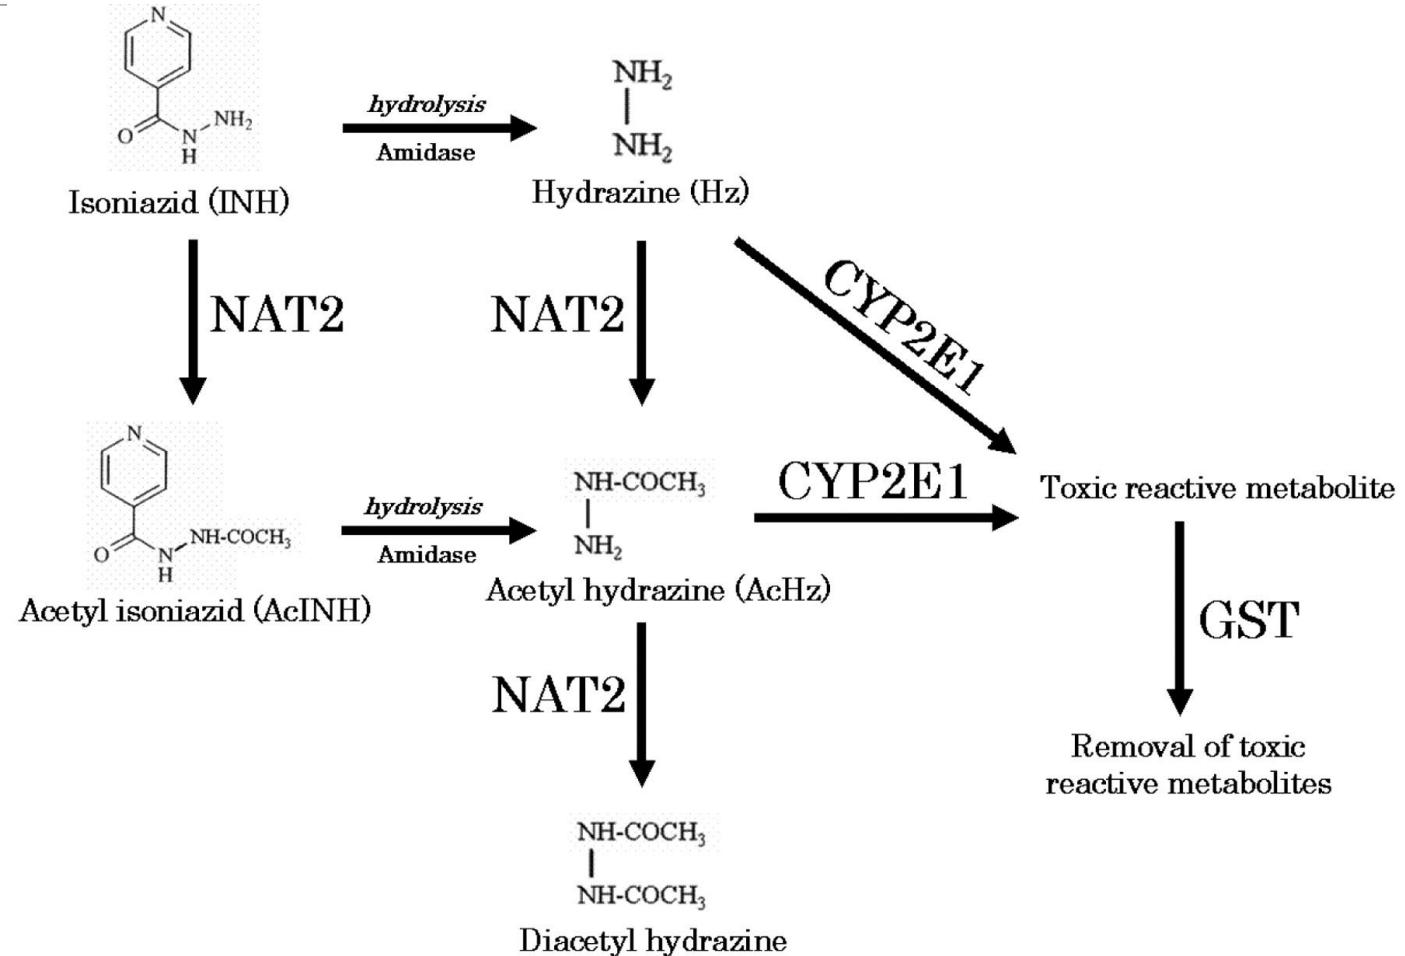 N
O
N
H
NH2
Isoniazid (INH)
hydrolysis
Amidase
NH2
NH2
Hydrazine (Hz)
NAT2
NAT2
CYP2E1
N
O
N
H
NH-COCH3
Acetyl isoniazid (AcINH)
hydrolysis
Amidase
NH-COCH3
NH2
Acetyl hydrazine (AcHz)
CYP2E1
Toxic reactive metabolite
NAT2
GST
Removal of toxic
reactive metabolites
NH-COCH3
NH-COCH3
Diacetyl hydrazine